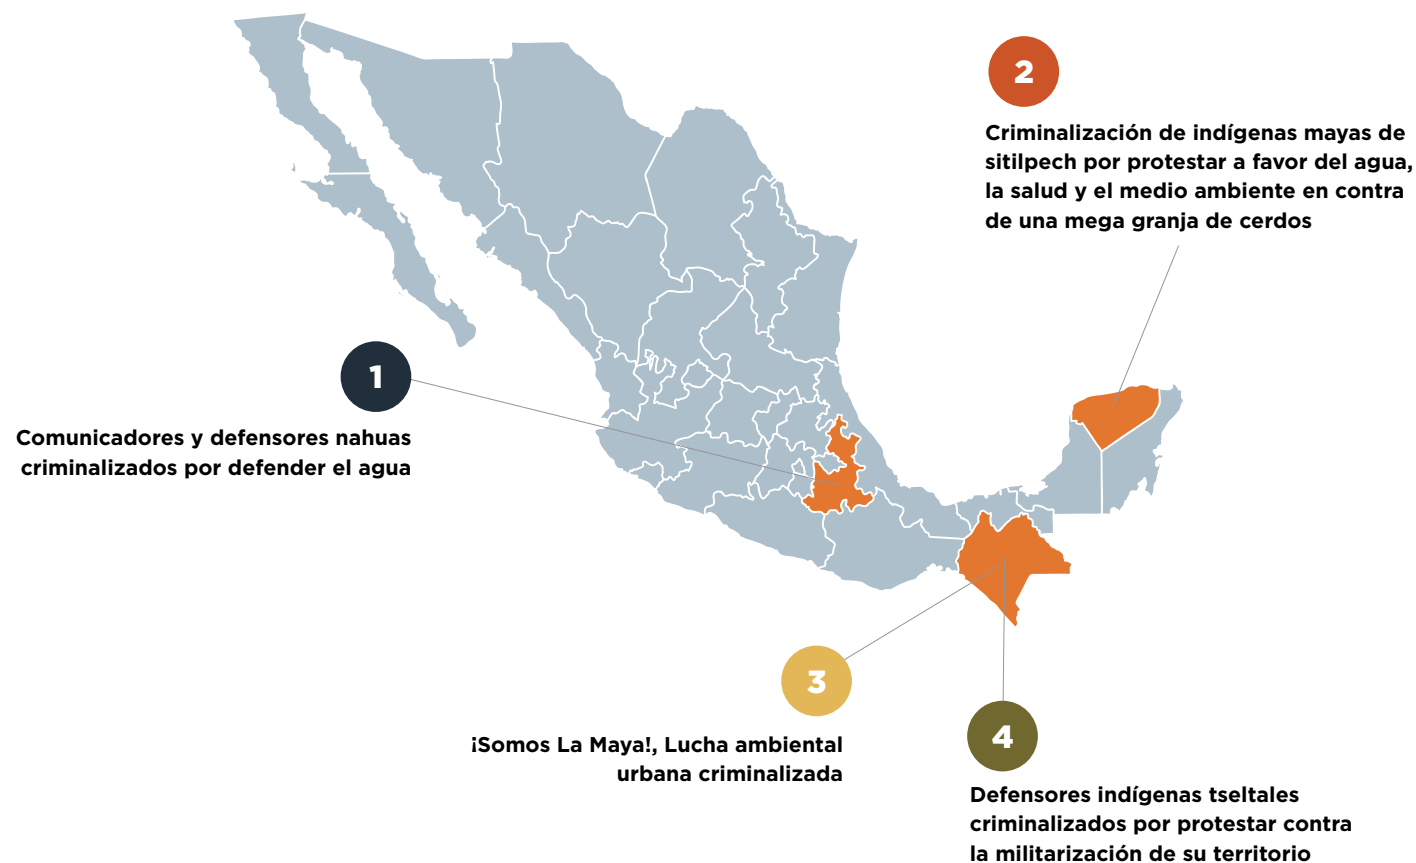 1
Comunicadores y defensores nahuas
criminalizados por defender el agua
2
Criminalización de indígenas mayas de
sitilpech por protestar a favor del agua,
la salud y el medio ambiente en contra
de una mega granja de cerdos
3
¡Somos La Maya!, Lucha ambiental
urbana criminalizada
4
Defensores indígenas tseltales
criminalizados por protestar contra
la militarización de su territorio